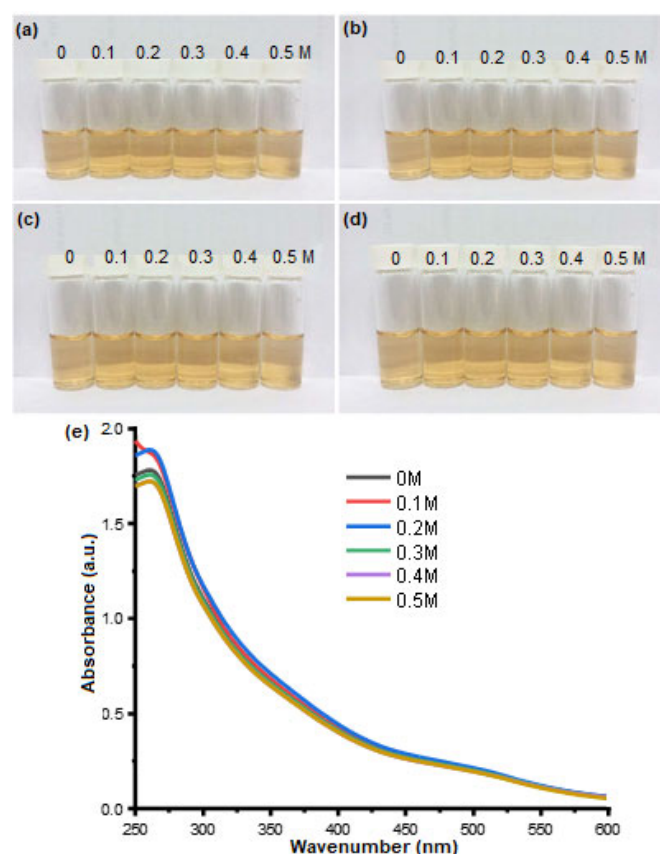 (a)
0 0.1 0.2 0.3 0.4 0.5 M
(b)
0 0.1 0.2 0.3 0.4 0.5 M
(c)
0 0.1 0.2 0.3 0.4 0.5 M
(d)
0 0.1 0.2 0.3 0.4 0.5 M
(e)
2.0
1.5
1.0
0.5
0.0
Absorbance (a.u.)
0M
0.1M
0.2M
0.3M
0.4M
0.5M
250 300 350 400 450 500 550 600
Wavenumber (nm)